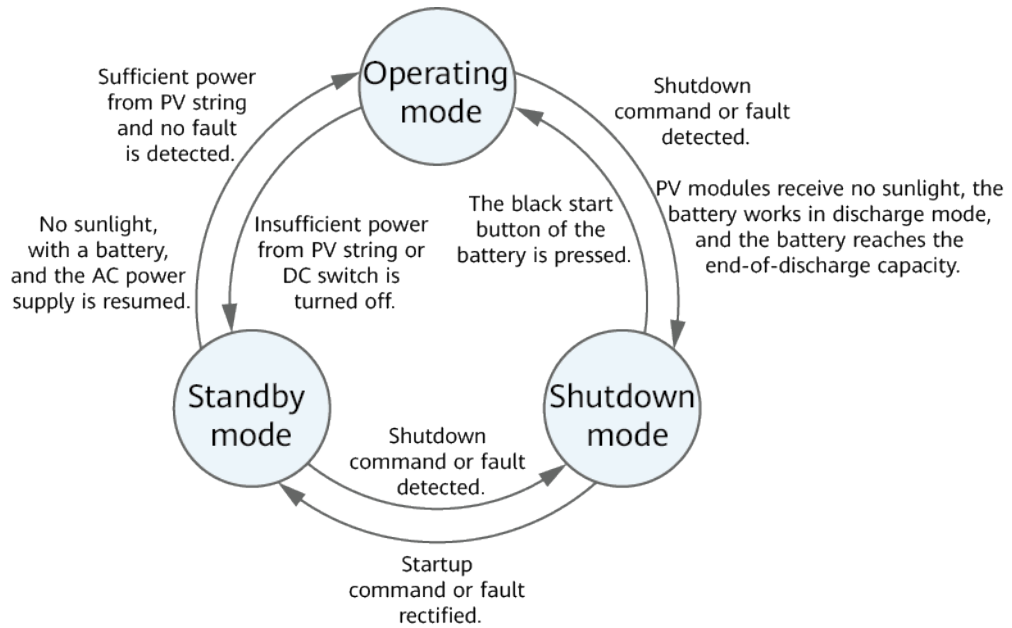 Operating
mode
Sufficient power
from PV string
and no fault
is detected.
Shutdown
command or fault
detected.
No sunlight,
with a battery,
and the AC power
supply is resumed.
Insufficient power
from PV string or
DC switch is
turned off.
The black start
button of the
battery is pressed.
PV modules receive no sunlight, the
battery works in discharge mode,
and the battery reaches the
end-of-discharge capacity.
Standby
mode
Shutdown
mode
Shutdown
command or fault
detected.
Startup
command or fault
rectified.